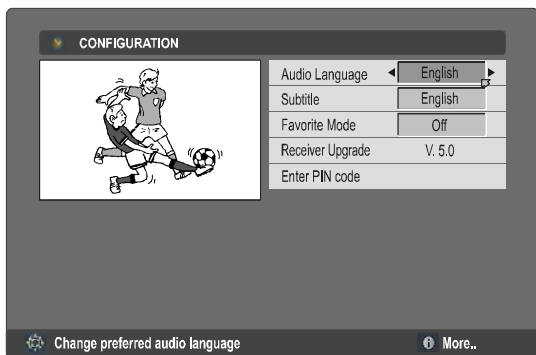 CONFIGURATION
Audio Language English
Subtitle English
Favorite Mode Off
Receiver Upgrade V. 5.0
Enter PIN code
Change preferred audio language More..